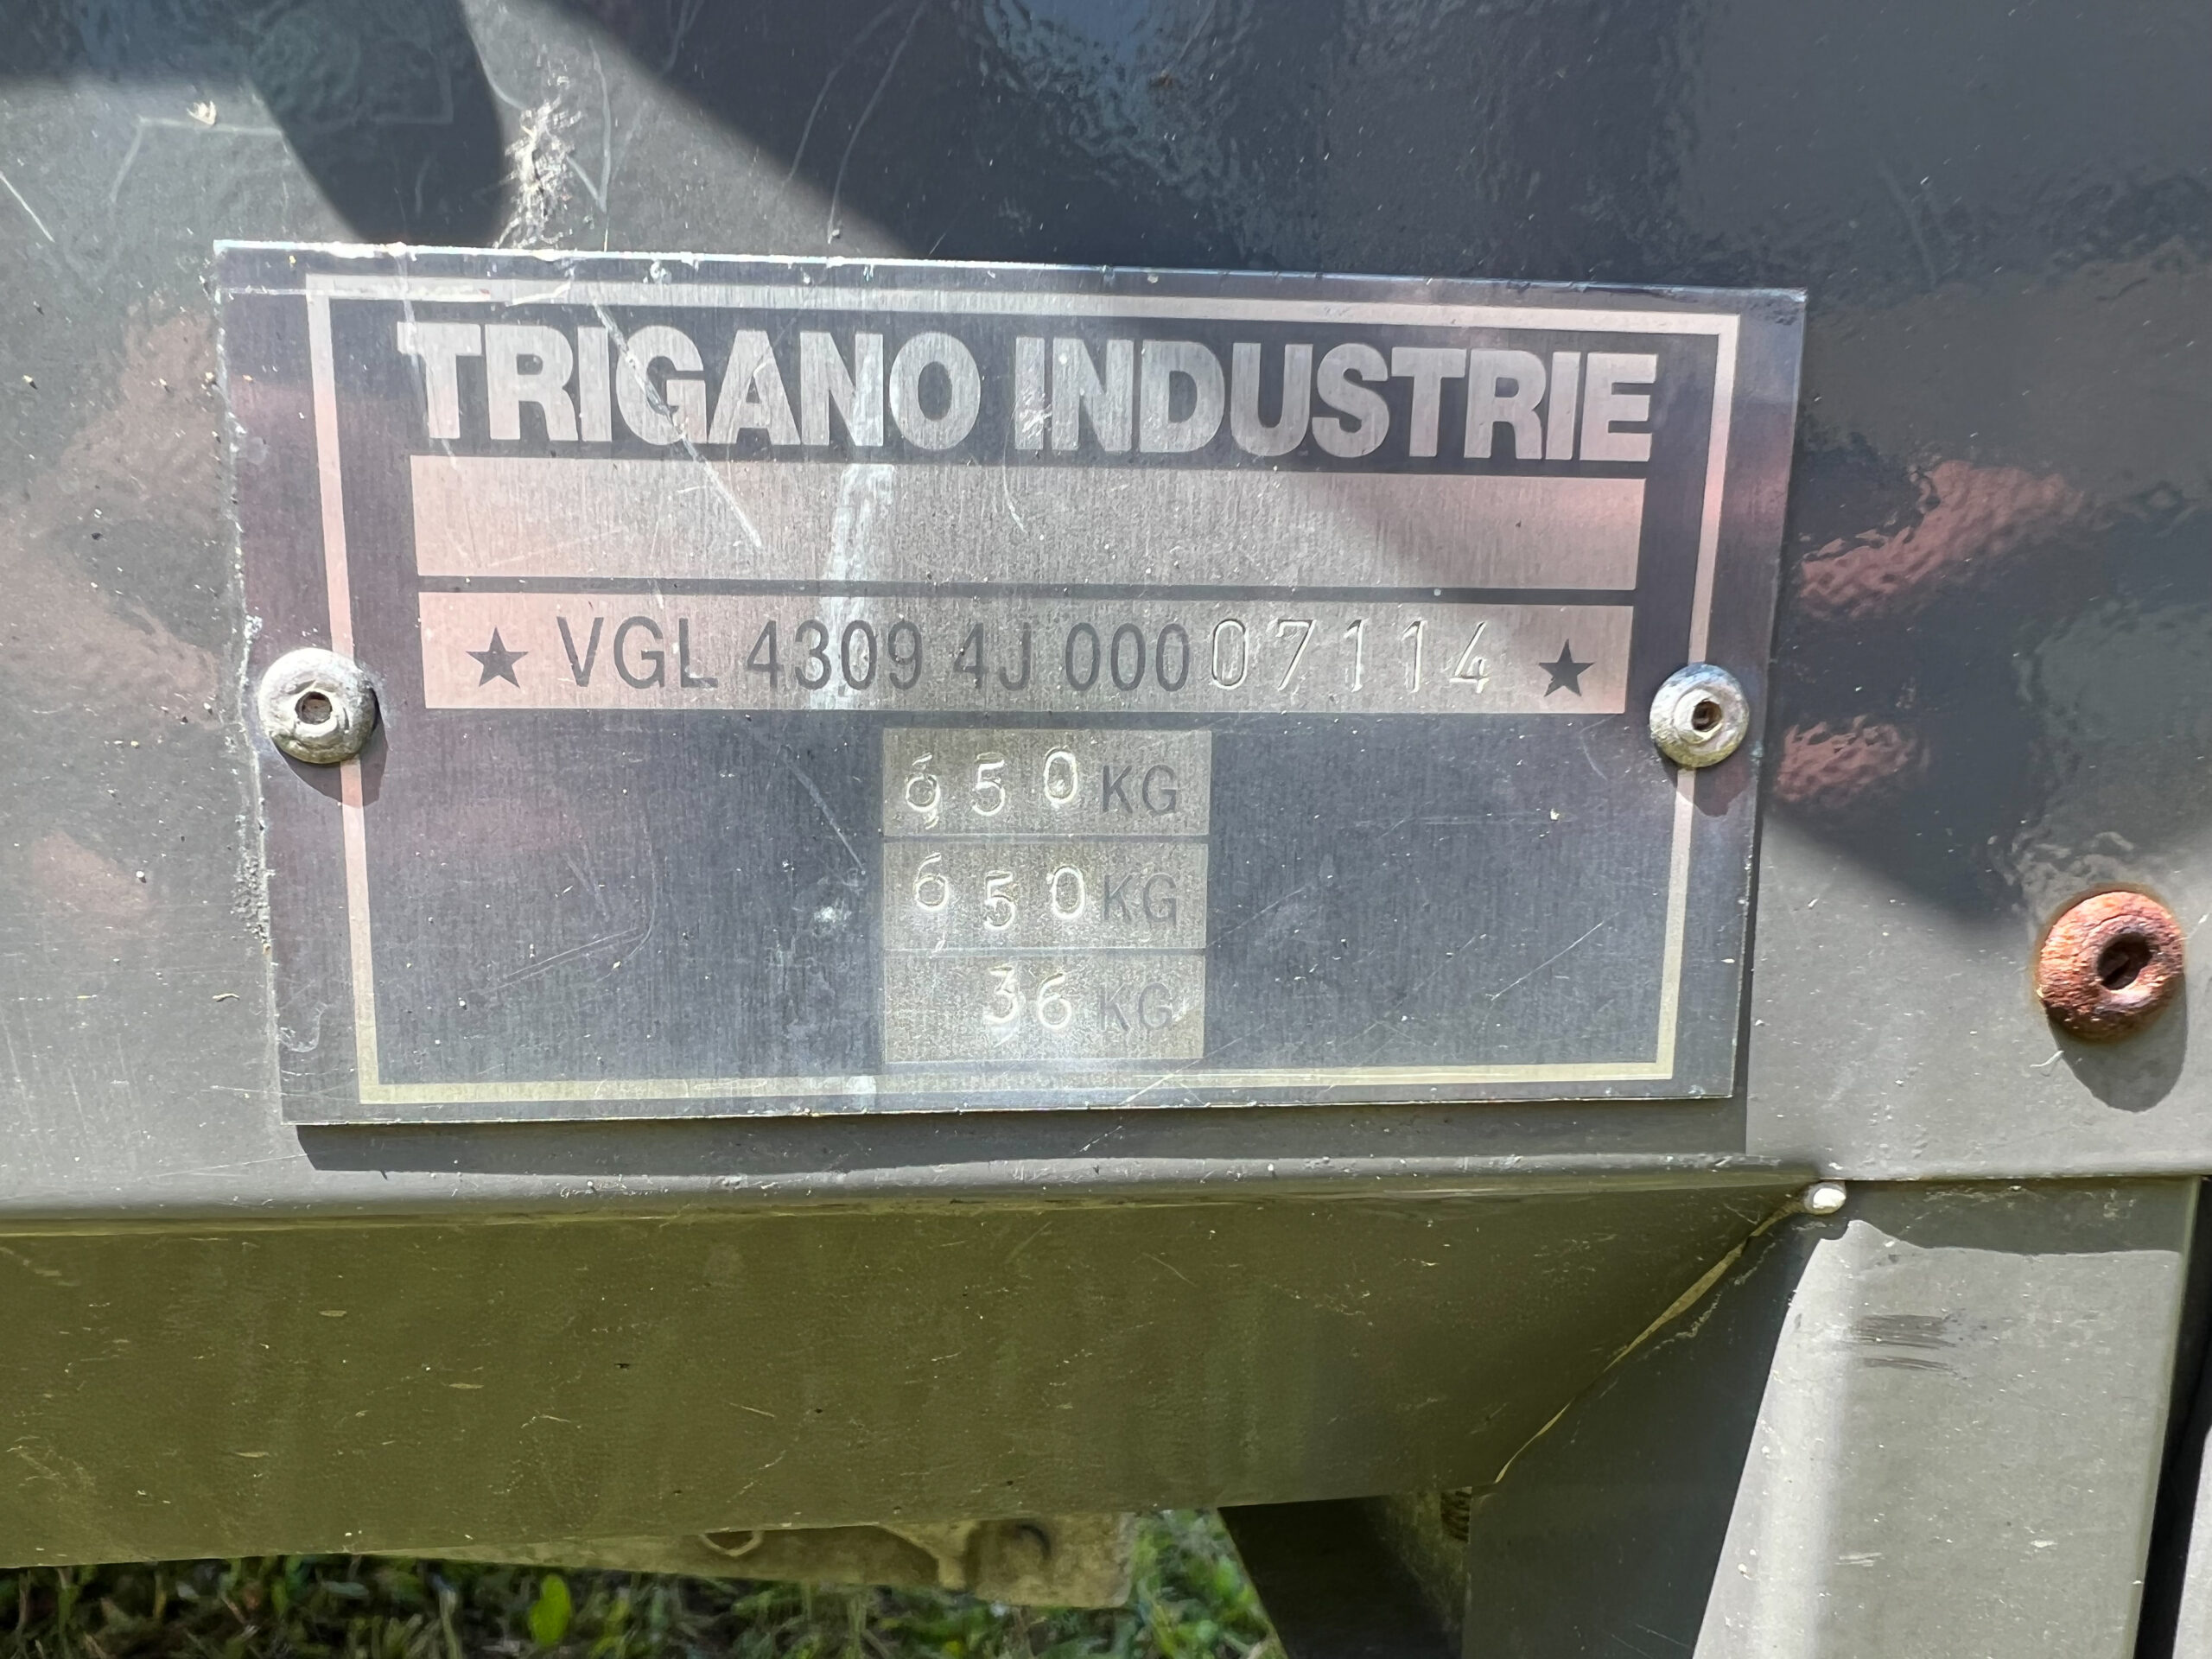 TRIGANO INDUSTRIE
★ VGL 4309 4J 00007114 ★
650 KG
650 KG
36 KG